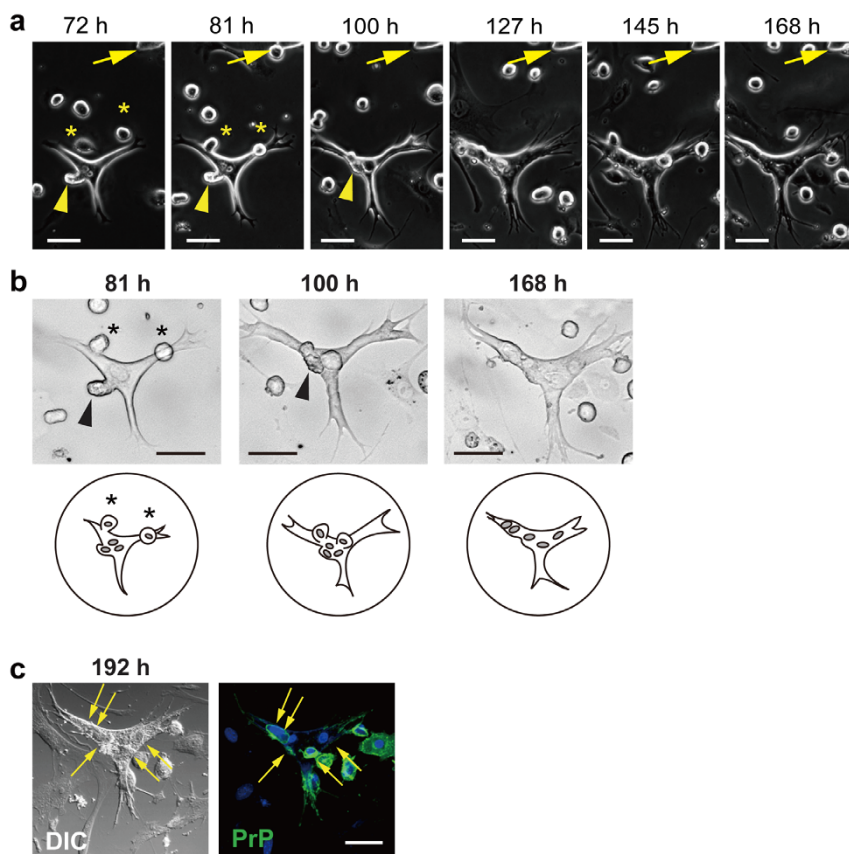 a
72 h 81 h 100 h 127 h 145 h 168 h
* * * *
b
81 h 100 h 168 h
* *
* *
c
192 h
DIC PrP